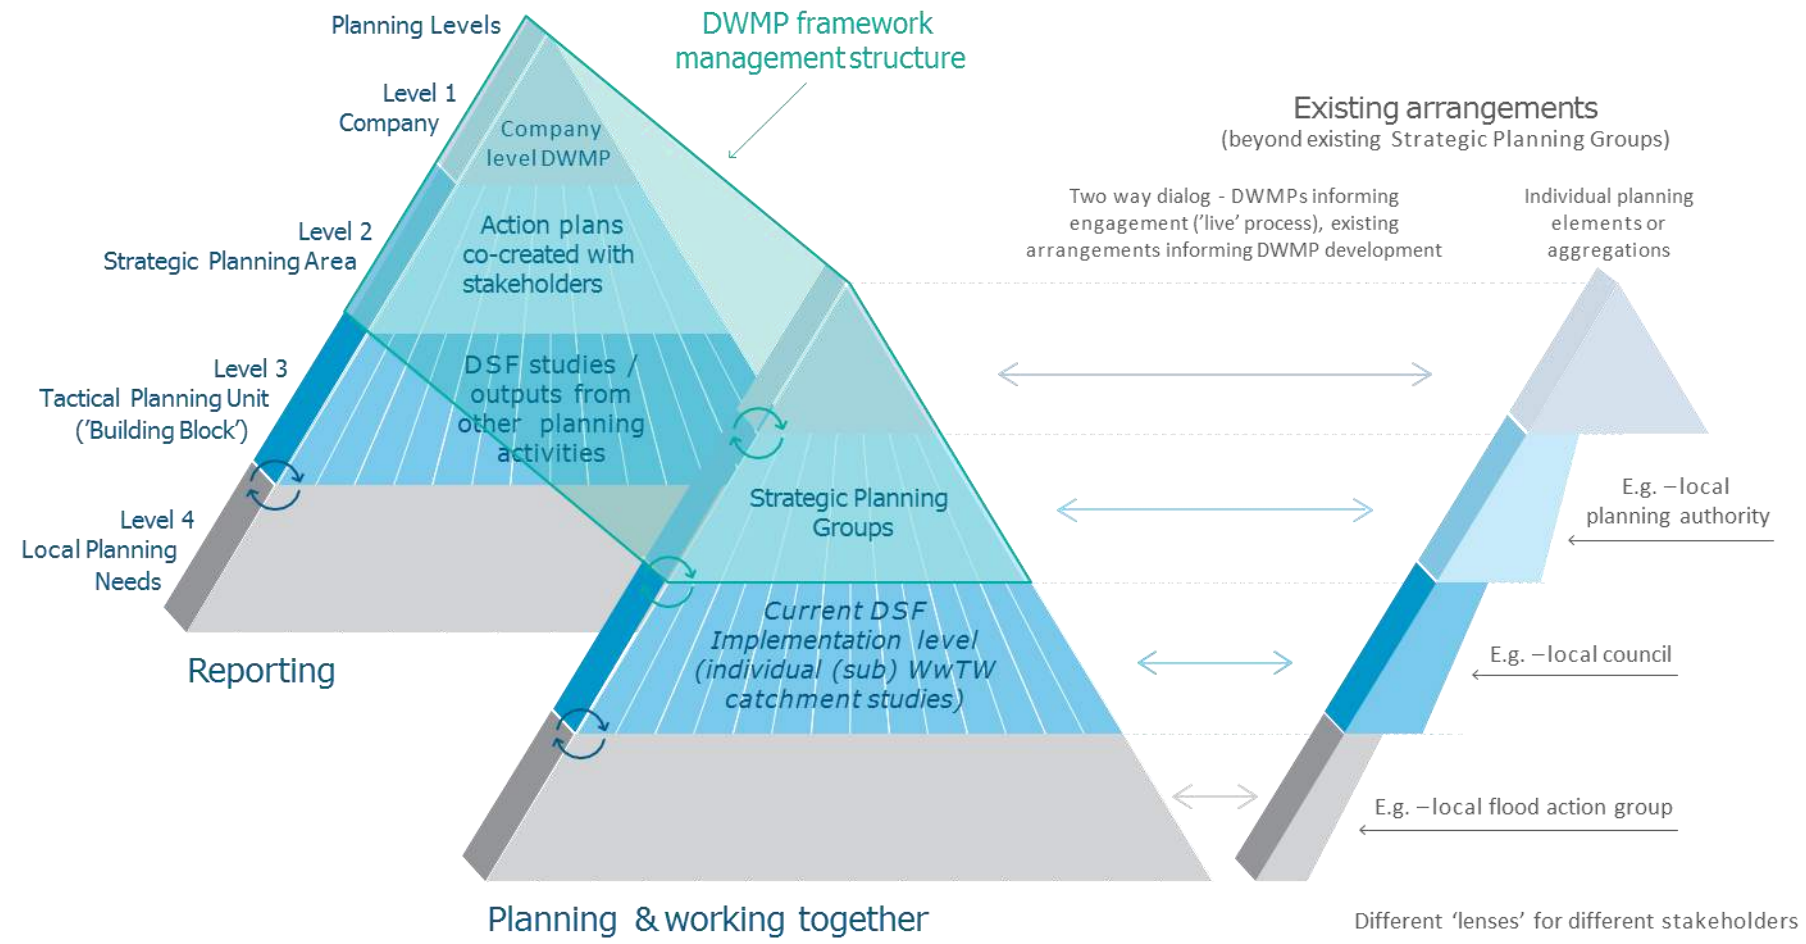 Planning Levels
DWMP framework
management structure
Level 1
Company
Company
level DWMP
Level 2
Strategic Planning Area
Action plans
co-created with
stakeholders
Level 3
Tactical Planning Unit
('Building Block')
DSF studies /
outputs from
other planning
activities
Level 4
Local Planning
Needs
Reporting
Strategic Planning
Groups
Current DSF
Implementation level
(individual (sub) WwTW
catchment studies)
Planning & working together
Existing arrangements
(beyond existing Strategic Planning Groups)
Two way dialog - DWMPs informing
engagement ('live' process), existing
arrangements informing DWMP development
Individual planning
elements or
aggregations
E.g. – local
planning authority
E.g. – local council
E.g. – local flood action group
Different 'lenses' for different stakeholders